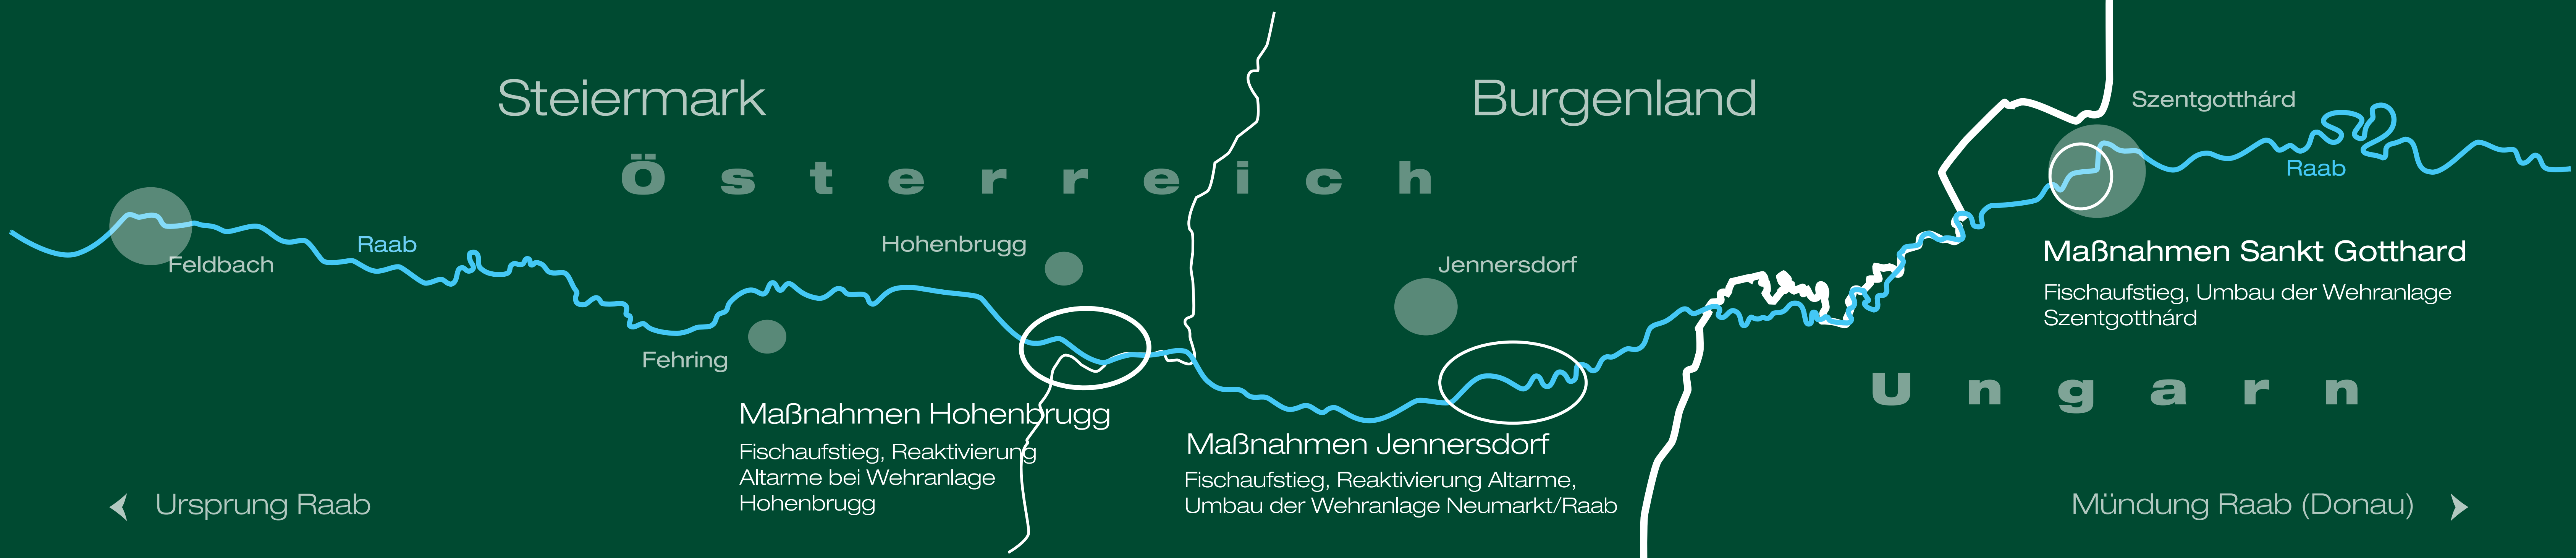 Steiermark
Burgenland
Österreich
Szentgotthárd
Raab
Feldbach
Raab
Hohenbrugg
Jennersdorf
Fehring
Maßnahmen Sankt Gotthard
Fischaufstieg, Umbau der Wehranlage
Szentgotthárd
Ungarn
Maßnahmen Hohenbrugg
Fischaufstieg, Reaktivierung
Altarme bei Wehranlage
Hohenbrugg
Maßnahmen Jennersdorf
Fischaufstieg, Reaktivierung Altarme,
Umbau der Wehranlage Neumarkt/Raab
Ursprung Raab
Mündung Raab (Donau)